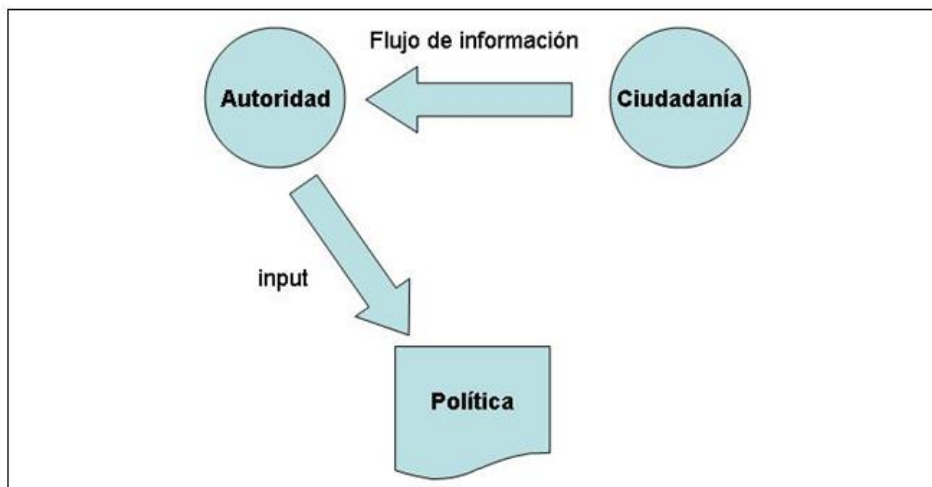 Flujo de información
Autoridad
Ciudadanía
input
Política